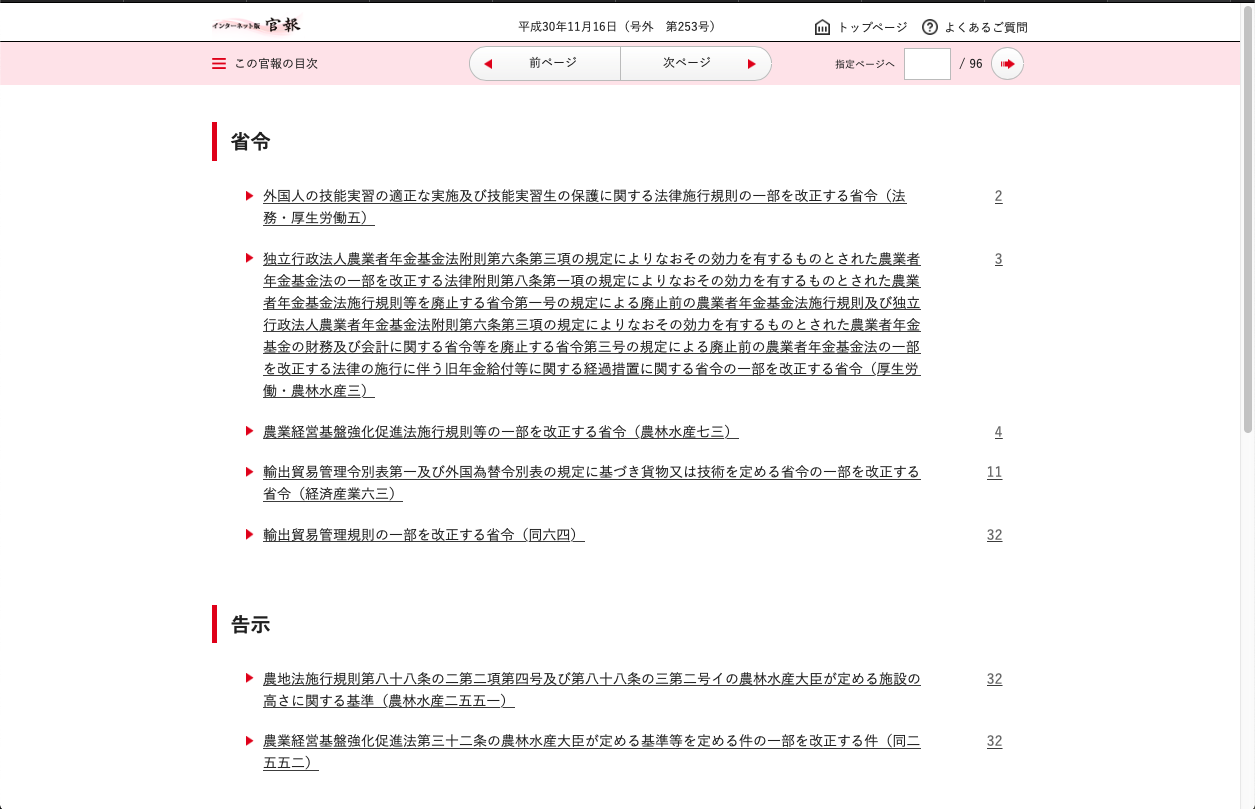 インターネット版 官報
平成30年11月16日（号外 第253号）
トップページ
よくあるご質問
この官報の目次
前ページ
次ページ
指定ページへ
/ 96
省令
外国人の技能実習の適正な実施及び技能実習生の保護に関する法律施行規則の一部を改正する省令（法 2
務・厚生労働五）
独立行政法人農業者年金基金法附則第六条第三項の規定によりなおその効力を有するものとされた農業者 3
年金基金法の一部を改正する法律附則第八条第一項の規定によりなおその効力を有するものとされた農業
者年金基金法施行規則等を廃止する省令第一号の規定による廃止前の農業者年金基金法施行規則及び独立
行政法人農業者年金基金法附則第六条第三項の規定によりなおその効力を有するものとされた農業者年金
基金の財務及び会計に関する省令等を廃止する省令第三号の規定による廃止前の農業者年金基金法の一部
を改正する法律の施行に伴う旧年金給付等に関する経過措置に関する省令の一部を改正する省令（厚生労
働・農林水産三）
農業経営基盤強化促進法施行規則等の一部を改正する省令（農林水産七三） 4
輸出貿易管理令別表第一及び外国為替令別表の規定に基づき貨物又は技術を定める省令の一部を改正する 11
省令（経済産業六三）
輸出貿易管理規則の一部を改正する省令（同六四） 32
告示
農地法施行規則第八十八条の二第二項第四号及び第八十八条の三第二号イの農林水産大臣が定める施設の 32
高さに関する基準（農林水産二五五一）
農業経営基盤強化促進法第三十二条の農林水産大臣が定める基準等を定める件の一部を改正する件（同二 32
五五二）